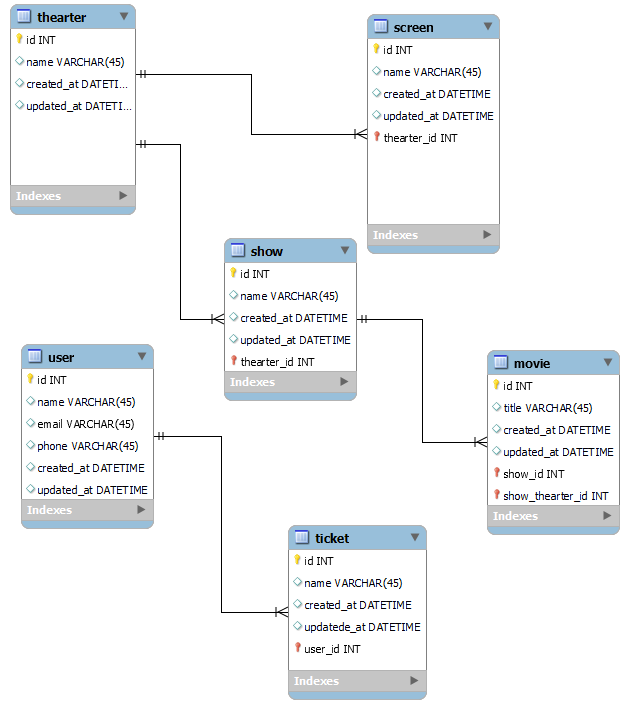 thearter
id INT
name VARCHAR(45)
created_at DATETI...
updated_at DATETI...
Indexes
screen
id INT
name VARCHAR(45)
created_at DATETIME
updated_at DATETIME
thearter_id INT
Indexes
show
id INT
name VARCHAR(45)
created_at DATETIME
updated_at DATETIME
thearter_id INT
Indexes
user
id INT
name VARCHAR(45)
email VARCHAR(45)
phone VARCHAR(45)
created_at DATETIME
updated_at DATETIME
Indexes
movie
id INT
title VARCHAR(45)
created_at DATETIME
updated_at DATETIME
show_id INT
show_thearter_id INT
Indexes
ticket
id INT
name VARCHAR(45)
created_at DATETIME
updatede_at DATETIME
user_id INT
Indexes